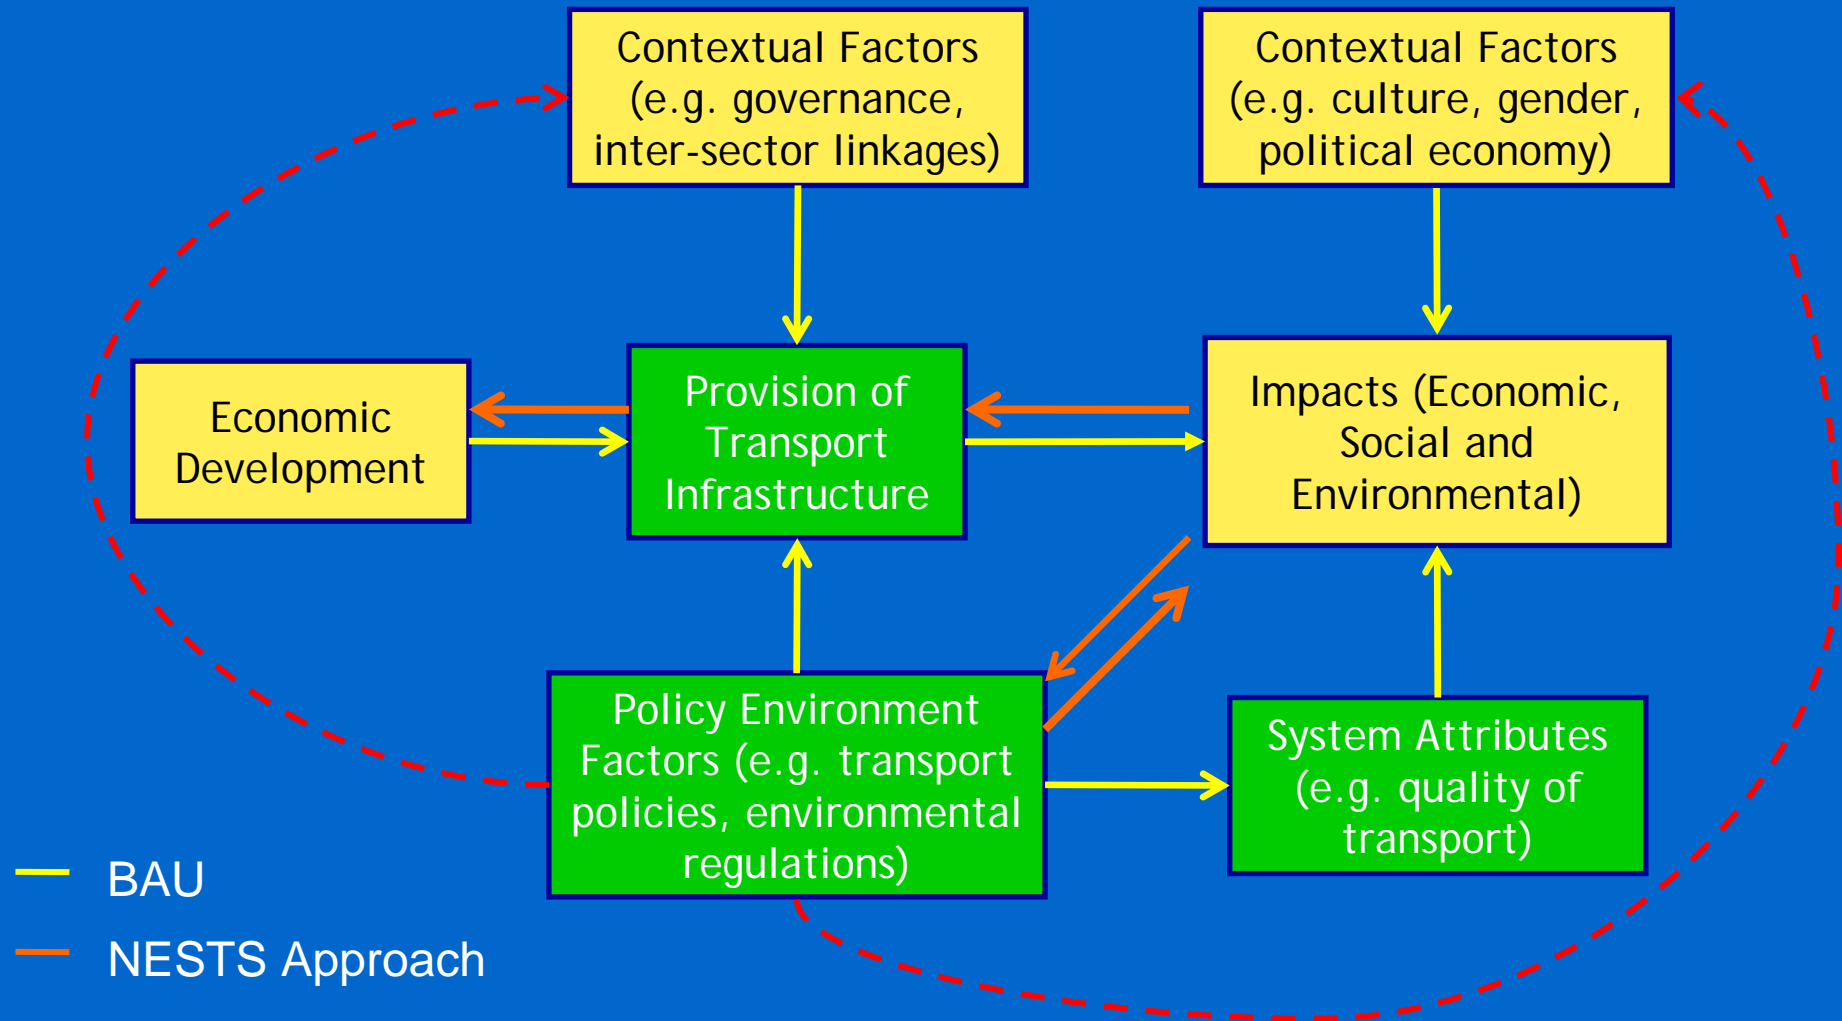 Contextual Factors
(e.g. governance,
inter-sector linkages)
Contextual Factors
(e.g. culture, gender,
political economy)
Economic
Development
Provision of
Transport
Infrastructure
Impacts (Economic,
Social and
Environmental)
Policy Environment
Factors (e.g. transport
policies, environmental
regulations)
System Attributes
(e.g. quality of
transport)
BAU
NESTS Approach